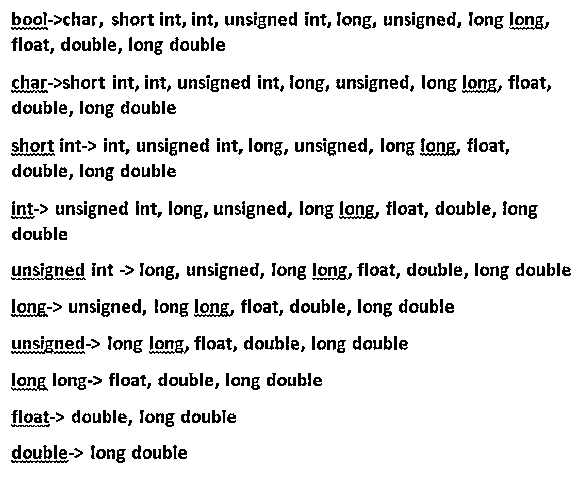 bool->char, short int, int, unsigned int, long, unsigned, long long,
float, double, long double
char->short int, int, unsigned int, long, unsigned, long long, float,
double, long double
short int-> int, unsigned int, long, unsigned, long long, float,
double, long double
int-> unsigned int, long, unsigned, long long, float, double, long
double
unsigned int -> long, unsigned, long long, float, double, long double
long-> unsigned, long long, float, double, long double
unsigned-> long long, float, double, long double
long long-> float, double, long double
float-> double, long double
double-> long double